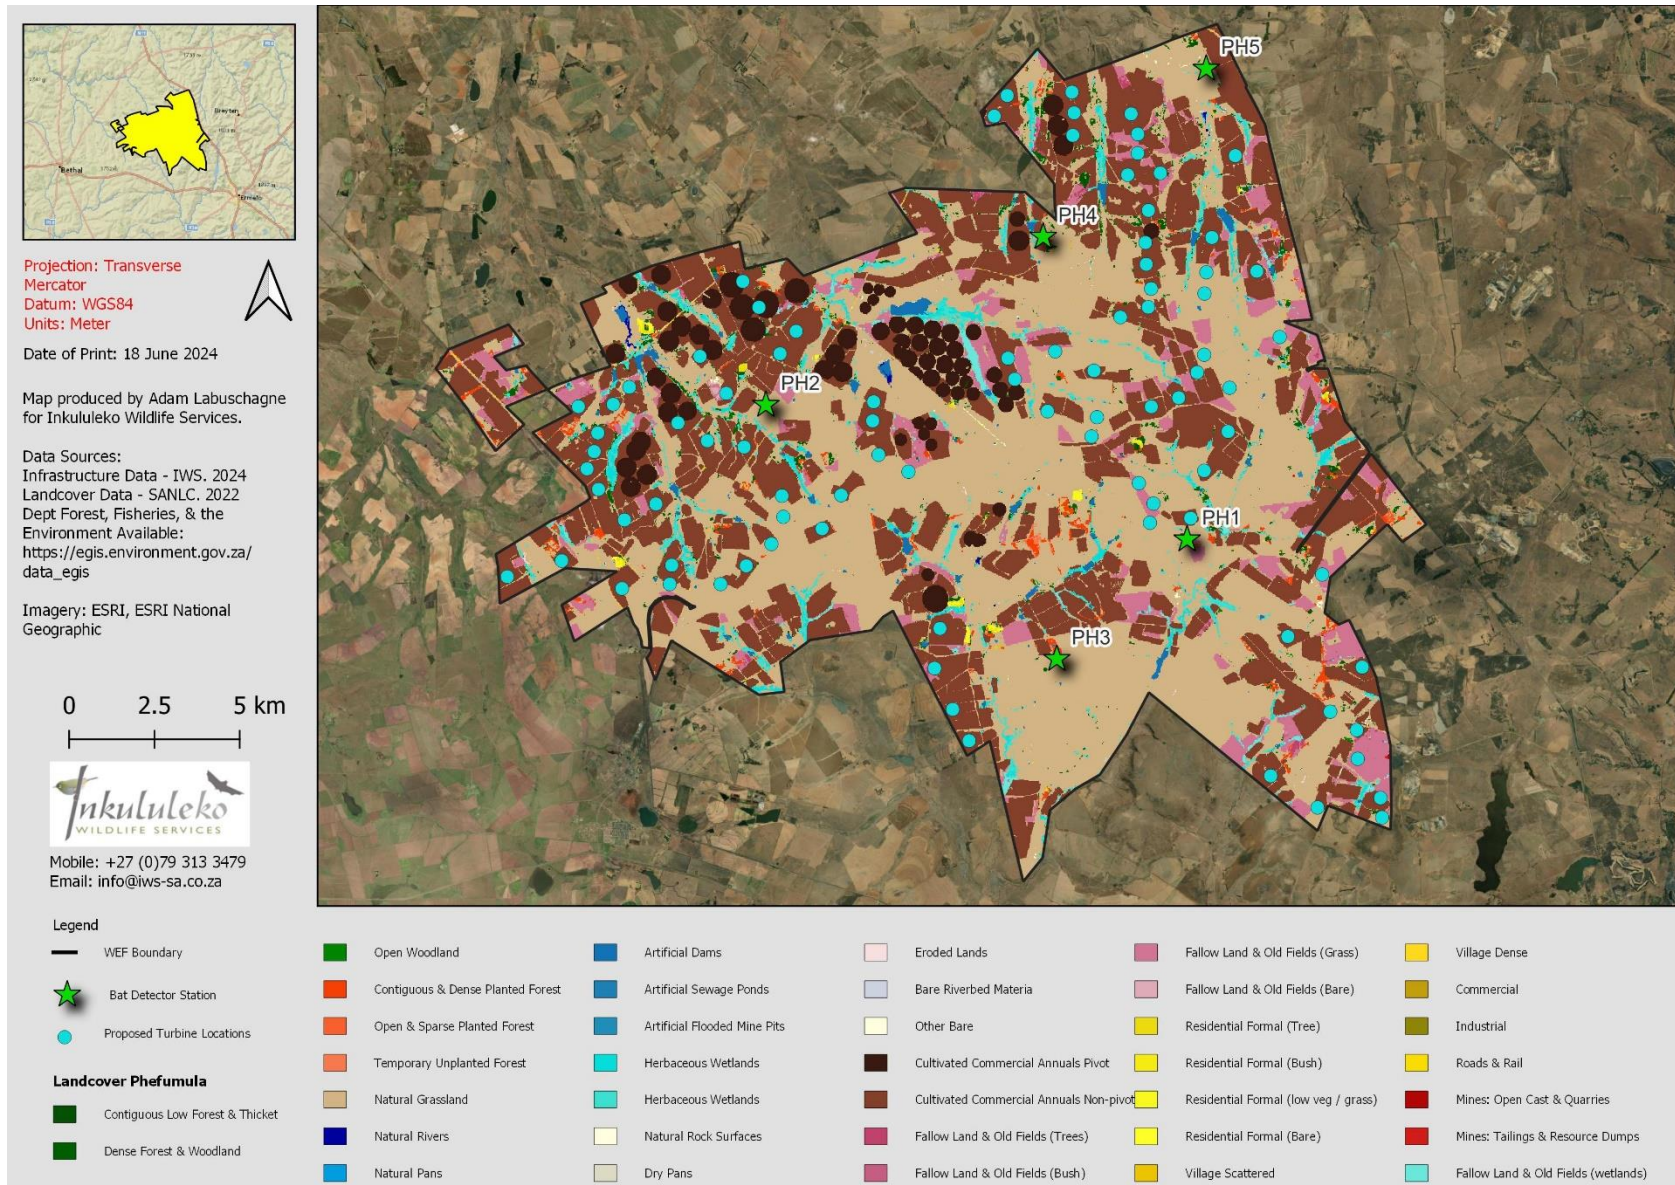 Breyten
Bethal
Ermelo
Projection: Transverse
Mercator
Datum: WGS84
Units: Meter
Date of Print: 18 June 2024
Map produced by Adam Labuschagne
for Inkululeko Wildlife Services.
Data Sources:
Infrastructure Data - IWS. 2024
Landcover Data - SANLC. 2022
Dept Forest, Fisheries, & the
Environment Available:
https://egis.environment.gov.za/
data_egis
Imagery: ESRI, ESRI National
Geographic
0 2.5 5 km
Inkululeko
WILDLIFE SERVICES
Mobile: +27 (0)79 313 3479
Email: info@iws-sa.co.za
PH5
PH4
PH2
PH1
PH3
Legend
WEF Boundary
Bat Detector Station
Proposed Turbine Locations
Landcover Phefumula
Contiguous Low Forest & Thicket
Dense Forest & Woodland
Open Woodland
Contiguous & Dense Planted Forest
Open & Sparse Planted Forest
Temporary Unplanted Forest
Natural Grassland
Natural Rivers
Natural Pans
Artificial Dams
Artificial Sewage Ponds
Artificial Flooded Mine Pits
Herbaceous Wetlands
Herbaceous Wetlands
Natural Rock Surfaces
Dry Pans
Eroded Lands
Bare Riverbed Materia
Other Bare
Cultivated Commercial Annuals Pivot
Cultivated Commercial Annuals Non-pivot
Fallow Land & Old Fields (Trees)
Fallow Land & Old Fields (Bush)
Fallow Land & Old Fields (Grass)
Fallow Land & Old Fields (Bare)
Residential Formal (Tree)
Residential Formal (Bush)
Residential Formal (low veg / grass)
Residential Formal (Bare)
Village Scattered
Village Dense
Commercial
Industrial
Roads & Rail
Mines: Open Cast & Quarries
Mines: Tailings & Resource Dumps
Fallow Land & Old Fields (wetlands)